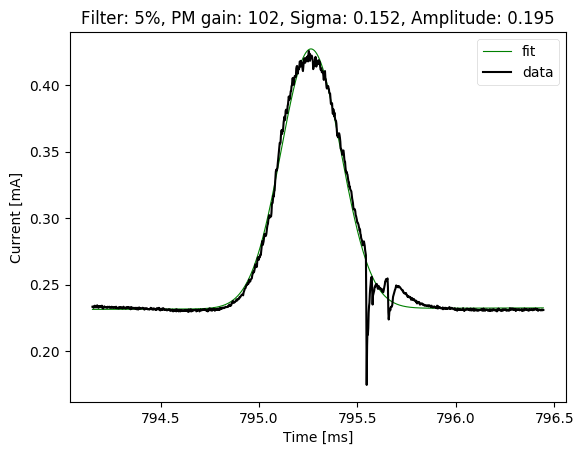 Filter: 5%, PM gain: 102, Sigma: 0.152, Amplitude: 0.195
fit
data
0.40
0.35
0.30
0.25
0.20
Current [mA]
794.5
795.0
795.5
796.0
796.5
Time [ms]